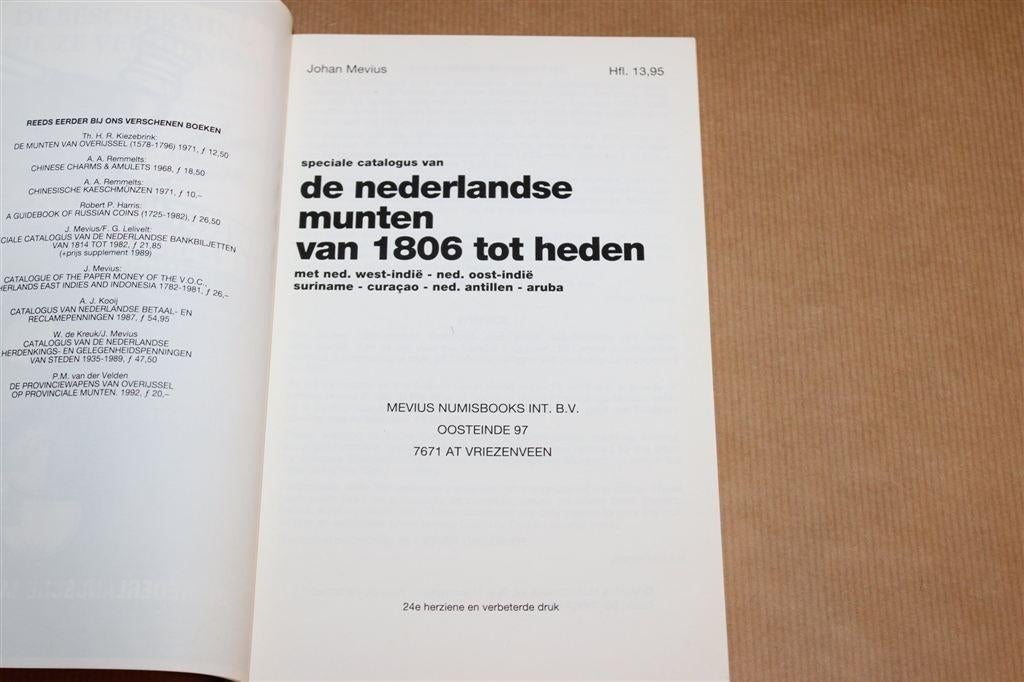 REEDS EERDER BIJ ONS VERSCHENEN BOEKEN
Th. H. R. Kiezebrink:
DE MUNTEN VAN OVERIJSSEL (1578-1796) 1971, ƒ 12,50
A. A. Remmelts:
CHINESE CHARMS & AMULETS 1968, ƒ 18,50
A. A. Remmelts:
CHINESISCHE KAESCHMÜNZEN 1971, ƒ 10,–
Robert P. Harris:
A GUIDEBOOK OF RUSSIAN COINS (1725-1982), ƒ 26,50
J. Mevius/F. G. Lelivelt:
CIALE CATALOGUS VAN DE NEDERLANDSE BANKBILJETTEN
VAN 1814 TOT 1982, ƒ 21,85
(+prijs supplement 1989)
J. Mevius:
CATALOGUE OF THE PAPER MONEY OF THE V.O.C.,
HERLANDS EAST INDIES AND INDONESIA 1782-1981, ƒ 26,–
A. J. Kooij
CATALOGUS VAN NEDERLANDSE BETAAL- EN
RECLAMEPENNINGEN 1987, ƒ 54,95
W. de Kreuk/J. Mevius
CATALOGUS VAN DE NEDERLANDSE
HERDENKINGS- EN GELEGENHEIDSPENNINGEN
VAN STEDEN 1935-1989, ƒ 47,50
P.M. van der Velden
DE PROVINCIEWAPENS VAN OVERIJSSEL
OP PROVINCIALE MUNTEN. 1992, ƒ 20,–
Johan Mevius
Hfl. 13,95
speciale catalogus van
de nederlandse
munten
van 1806 tot heden
met ned. west-indië - ned. oost-indië
suriname - curaçao - ned. antillen - aruba
MEVIUS NUMISBOOKS INT. B.V.
OOSTEINDE 97
7671 AT VRIEZENVEEN
24e herziene en verbeterde druk